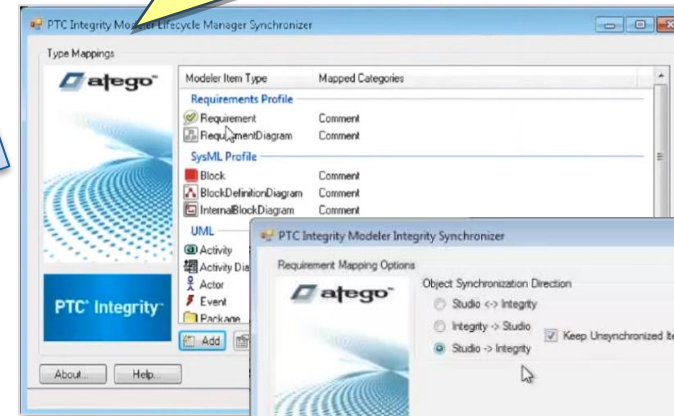 PTC Integrity Modeler Lifecycle Manager Synchronizer
Type Mappings
atego
Modeler Item Type Mapped Categories
Requirements Profile
Requirement Comment
RequirementDiagram Comment
SysML Profile
Block Comment
BlockDefinitionDiagram Comment
InternalBlockDiagram Comment
UML
Activity
Activity Dia
Actor
Event
Package
PTC Integrity
Add
About... Help...
PTC Integrity Modeler Integrity Synchronizer
Requirement Mapping Options
atego
Object Synchronization Direction
Studio <-> Integrity
Integrity -> Studio
Keep Unsynchronized Ite
Studio -> Integrity